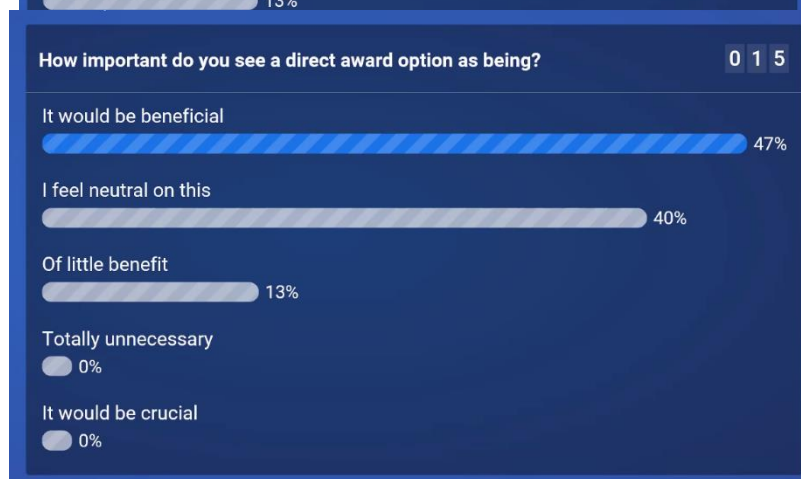 13%
How important do you see a direct award option as being? 0 1 5
It would be beneficial
47%
I feel neutral on this
40%
Of little benefit
13%
Totally unnecessary
0%
It would be crucial
0%